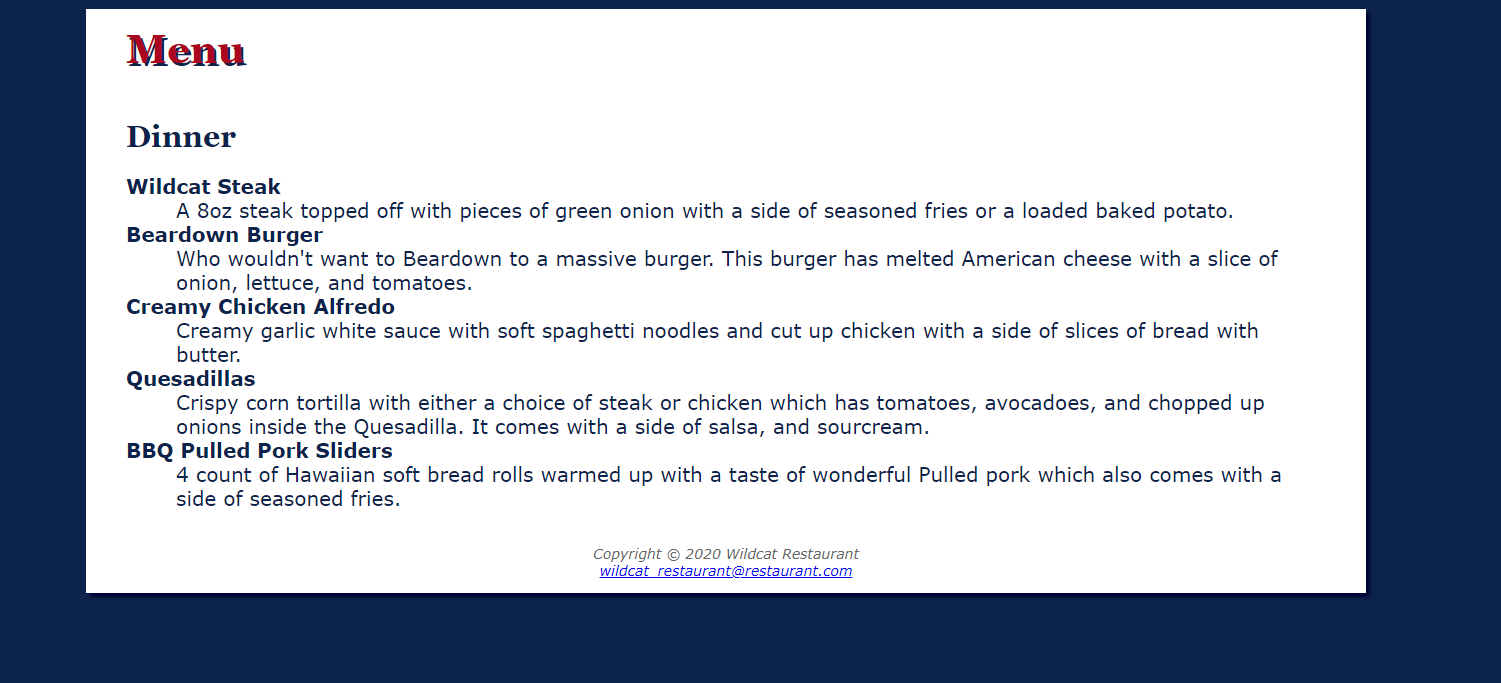 Menu
Dinner
Wildcat Steak
A 8oz steak topped off with pieces of green onion with a side of seasoned fries or a loaded baked potato.
Beardown Burger
Who wouldn't want to Beardown to a massive burger. This burger has melted American cheese with a slice of
onion, lettuce, and tomatoes.
Creamy Chicken Alfredo
Creamy garlic white sauce with soft spaghetti noodles and cut up chicken with a side of slices of bread with
butter.
Quesadillas
Crispy corn tortilla with either a choice of steak or chicken which has tomatoes, avocadoes, and chopped up
onions inside the Quesadilla. It comes with a side of salsa, and sourcream.
BBQ Pulled Pork Sliders
4 count of Hawaiian soft bread rolls warmed up with a taste of wonderful Pulled pork which also comes with a
side of seasoned fries.
Copyright © 2020 Wildcat Restaurant
wildcat_restaurant@restaurant.com